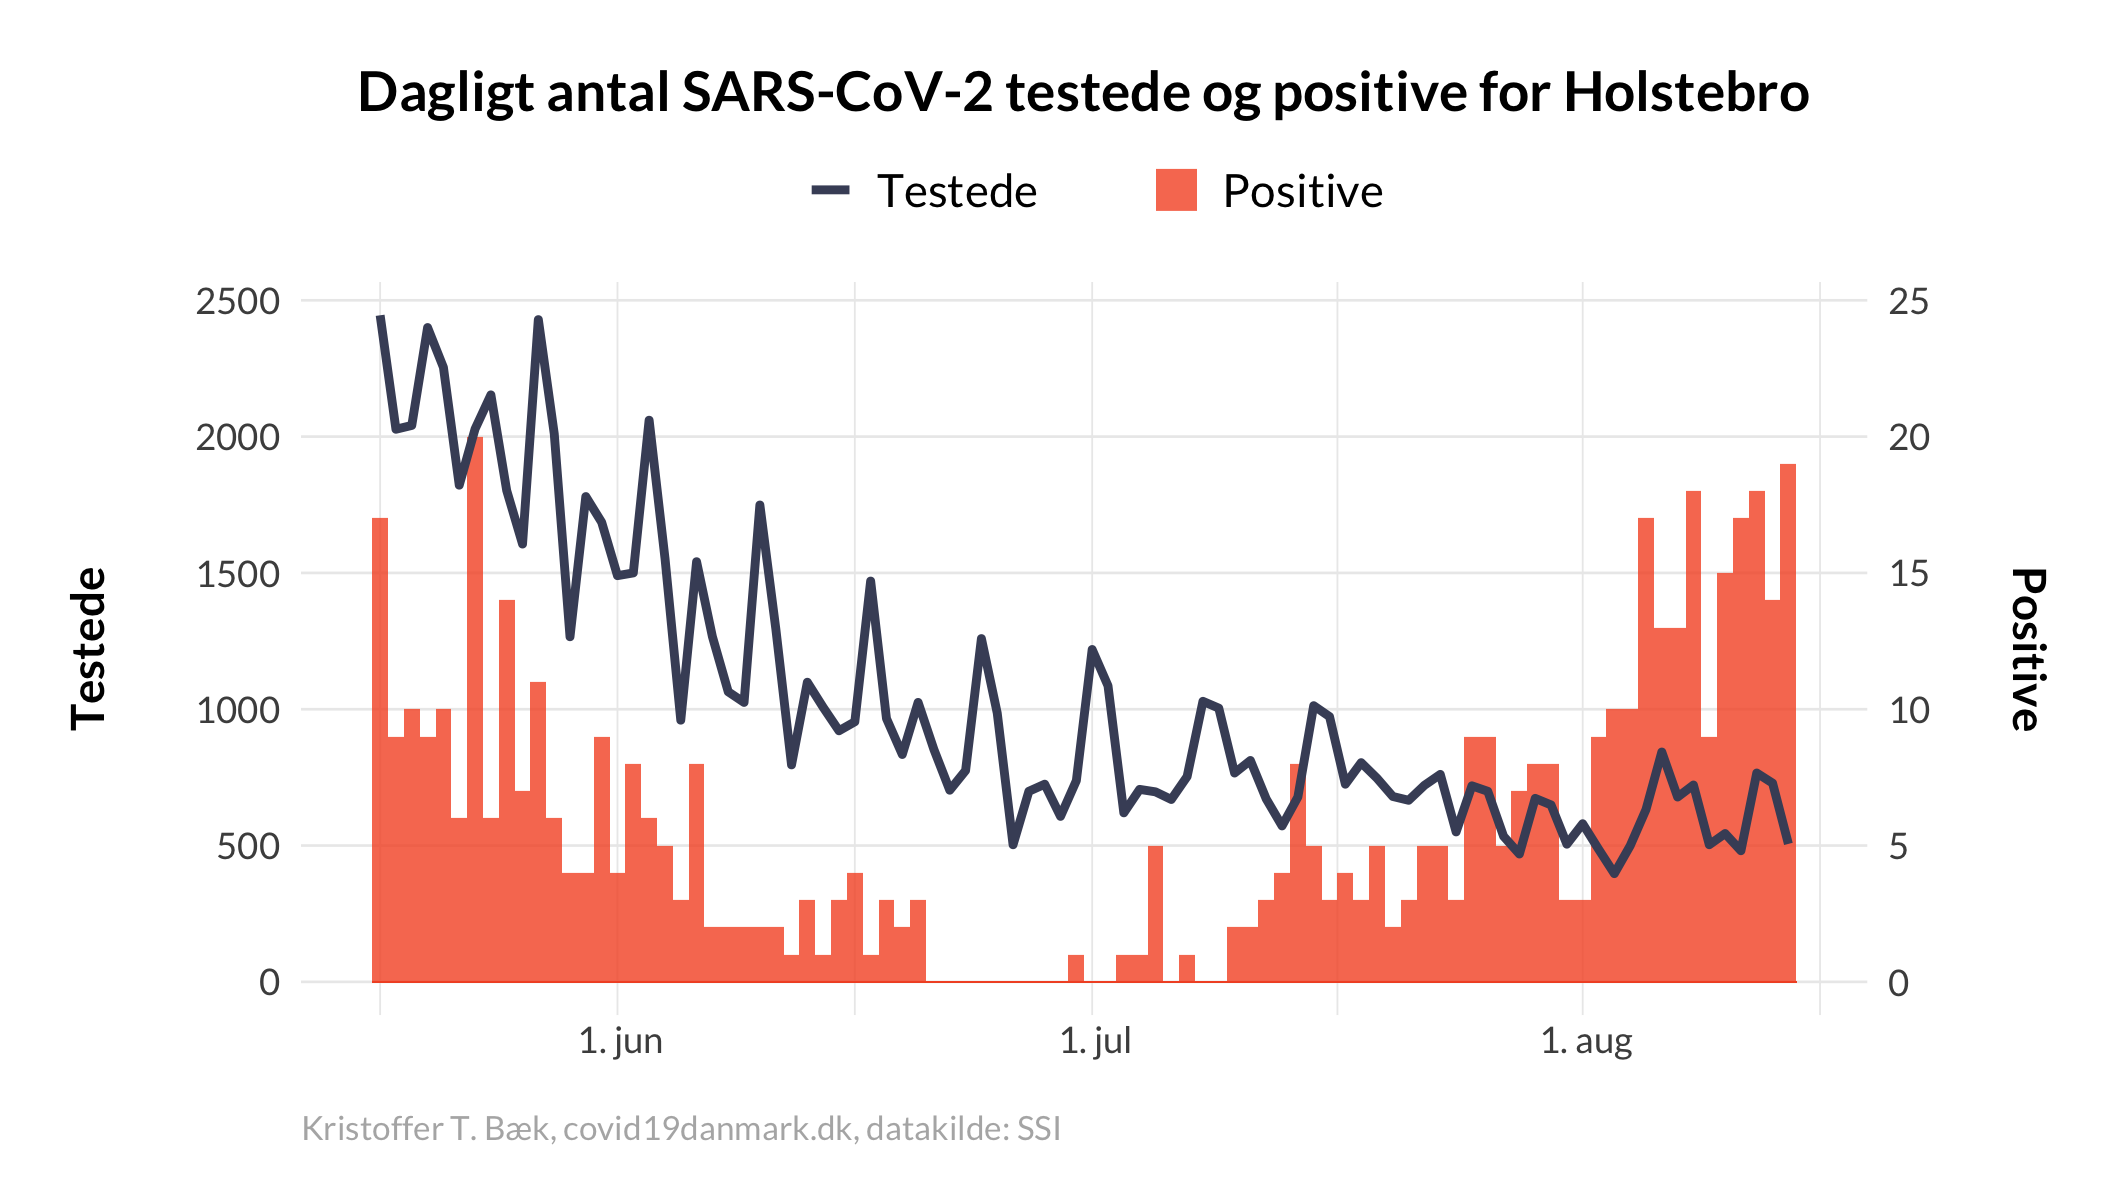 Dagligt antal SARS-CoV-2 testede og positive for Holstebro
Testede Positive
2500 25
2000 20
1500 15
1000 10
500 5
0 0
Testede
Positive
1. jun 1. jul 1. aug
Kristoffer T. Bæk, covid19danmark.dk, datakilde: SSI